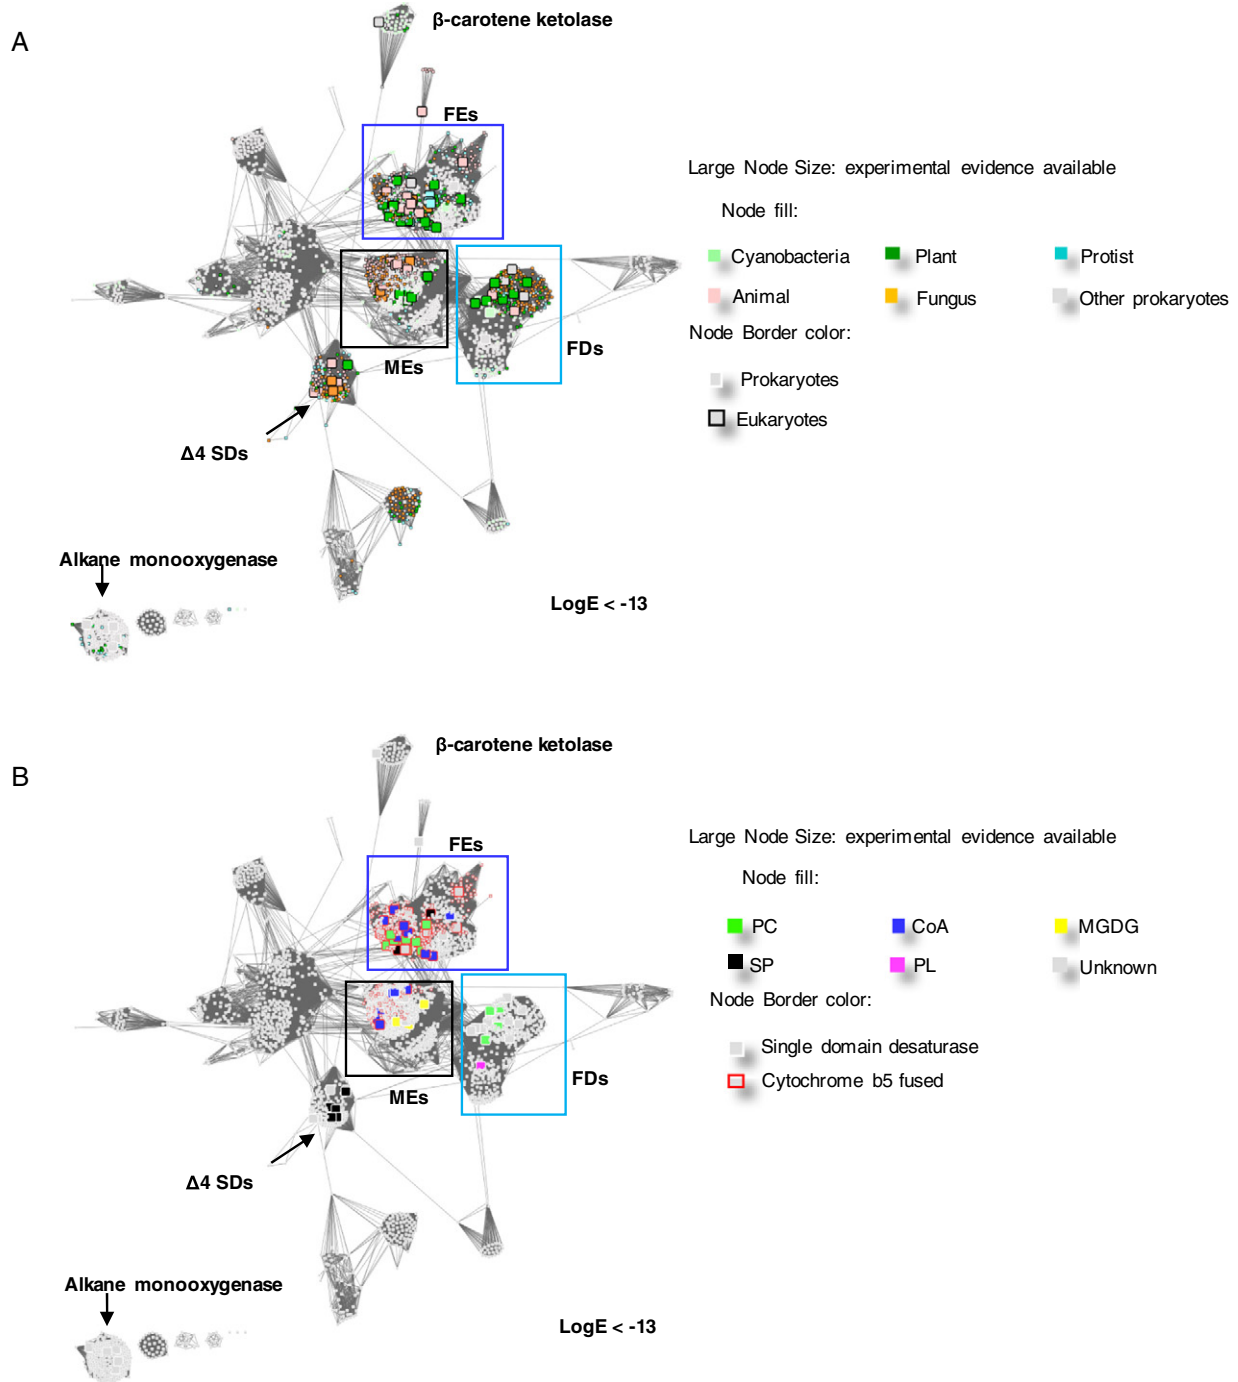 A
β-carotene ketolase
FEs
Large Node Size: experimental evidence available
Node fill:
Cyanobacteria Plant Protist
Animal Fungus Other prokaryotes
Node Border color:
FDs
MEs
Prokaryotes
Eukaryotes
Δ4 SDs
Alkane monooxygenase
LogE < -13
B
β-carotene ketolase
FEs
Large Node Size: experimental evidence available
Node fill:
PC CoA MGDG
SP PL Unknown
Node Border color:
Single domain desaturase
FDs
Cytochrome b5 fused
MEs
Δ4 SDs
Alkane monooxygenase
LogE < -13